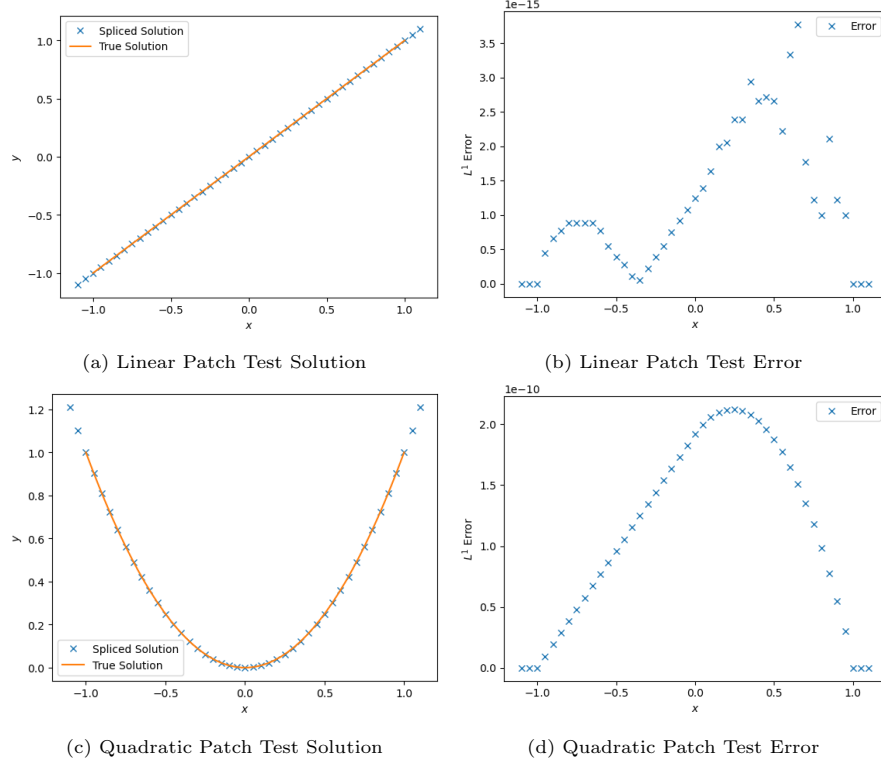 Spliced Solution
True Solution
1.0
0.5
0.0
−0.5
−1.0
y
−1.0 −0.5 0.0 0.5 1.0
x
(a) Linear Patch Test Solution
1e−15
Error
3.5
3.0
2.5
2.0
1.5
1.0
0.5
0.0
L¹ Error
−1.0 −0.5 0.0 0.5 1.0
x
(b) Linear Patch Test Error
1.2
1.0
0.8
0.6
0.4
0.2
0.0
y
Spliced Solution
True Solution
−1.0 −0.5 0.0 0.5 1.0
x
(c) Quadratic Patch Test Solution
1e−10
Error
2.0
1.5
1.0
0.5
0.0
L¹ Error
−1.0 −0.5 0.0 0.5 1.0
x
(d) Quadratic Patch Test Error